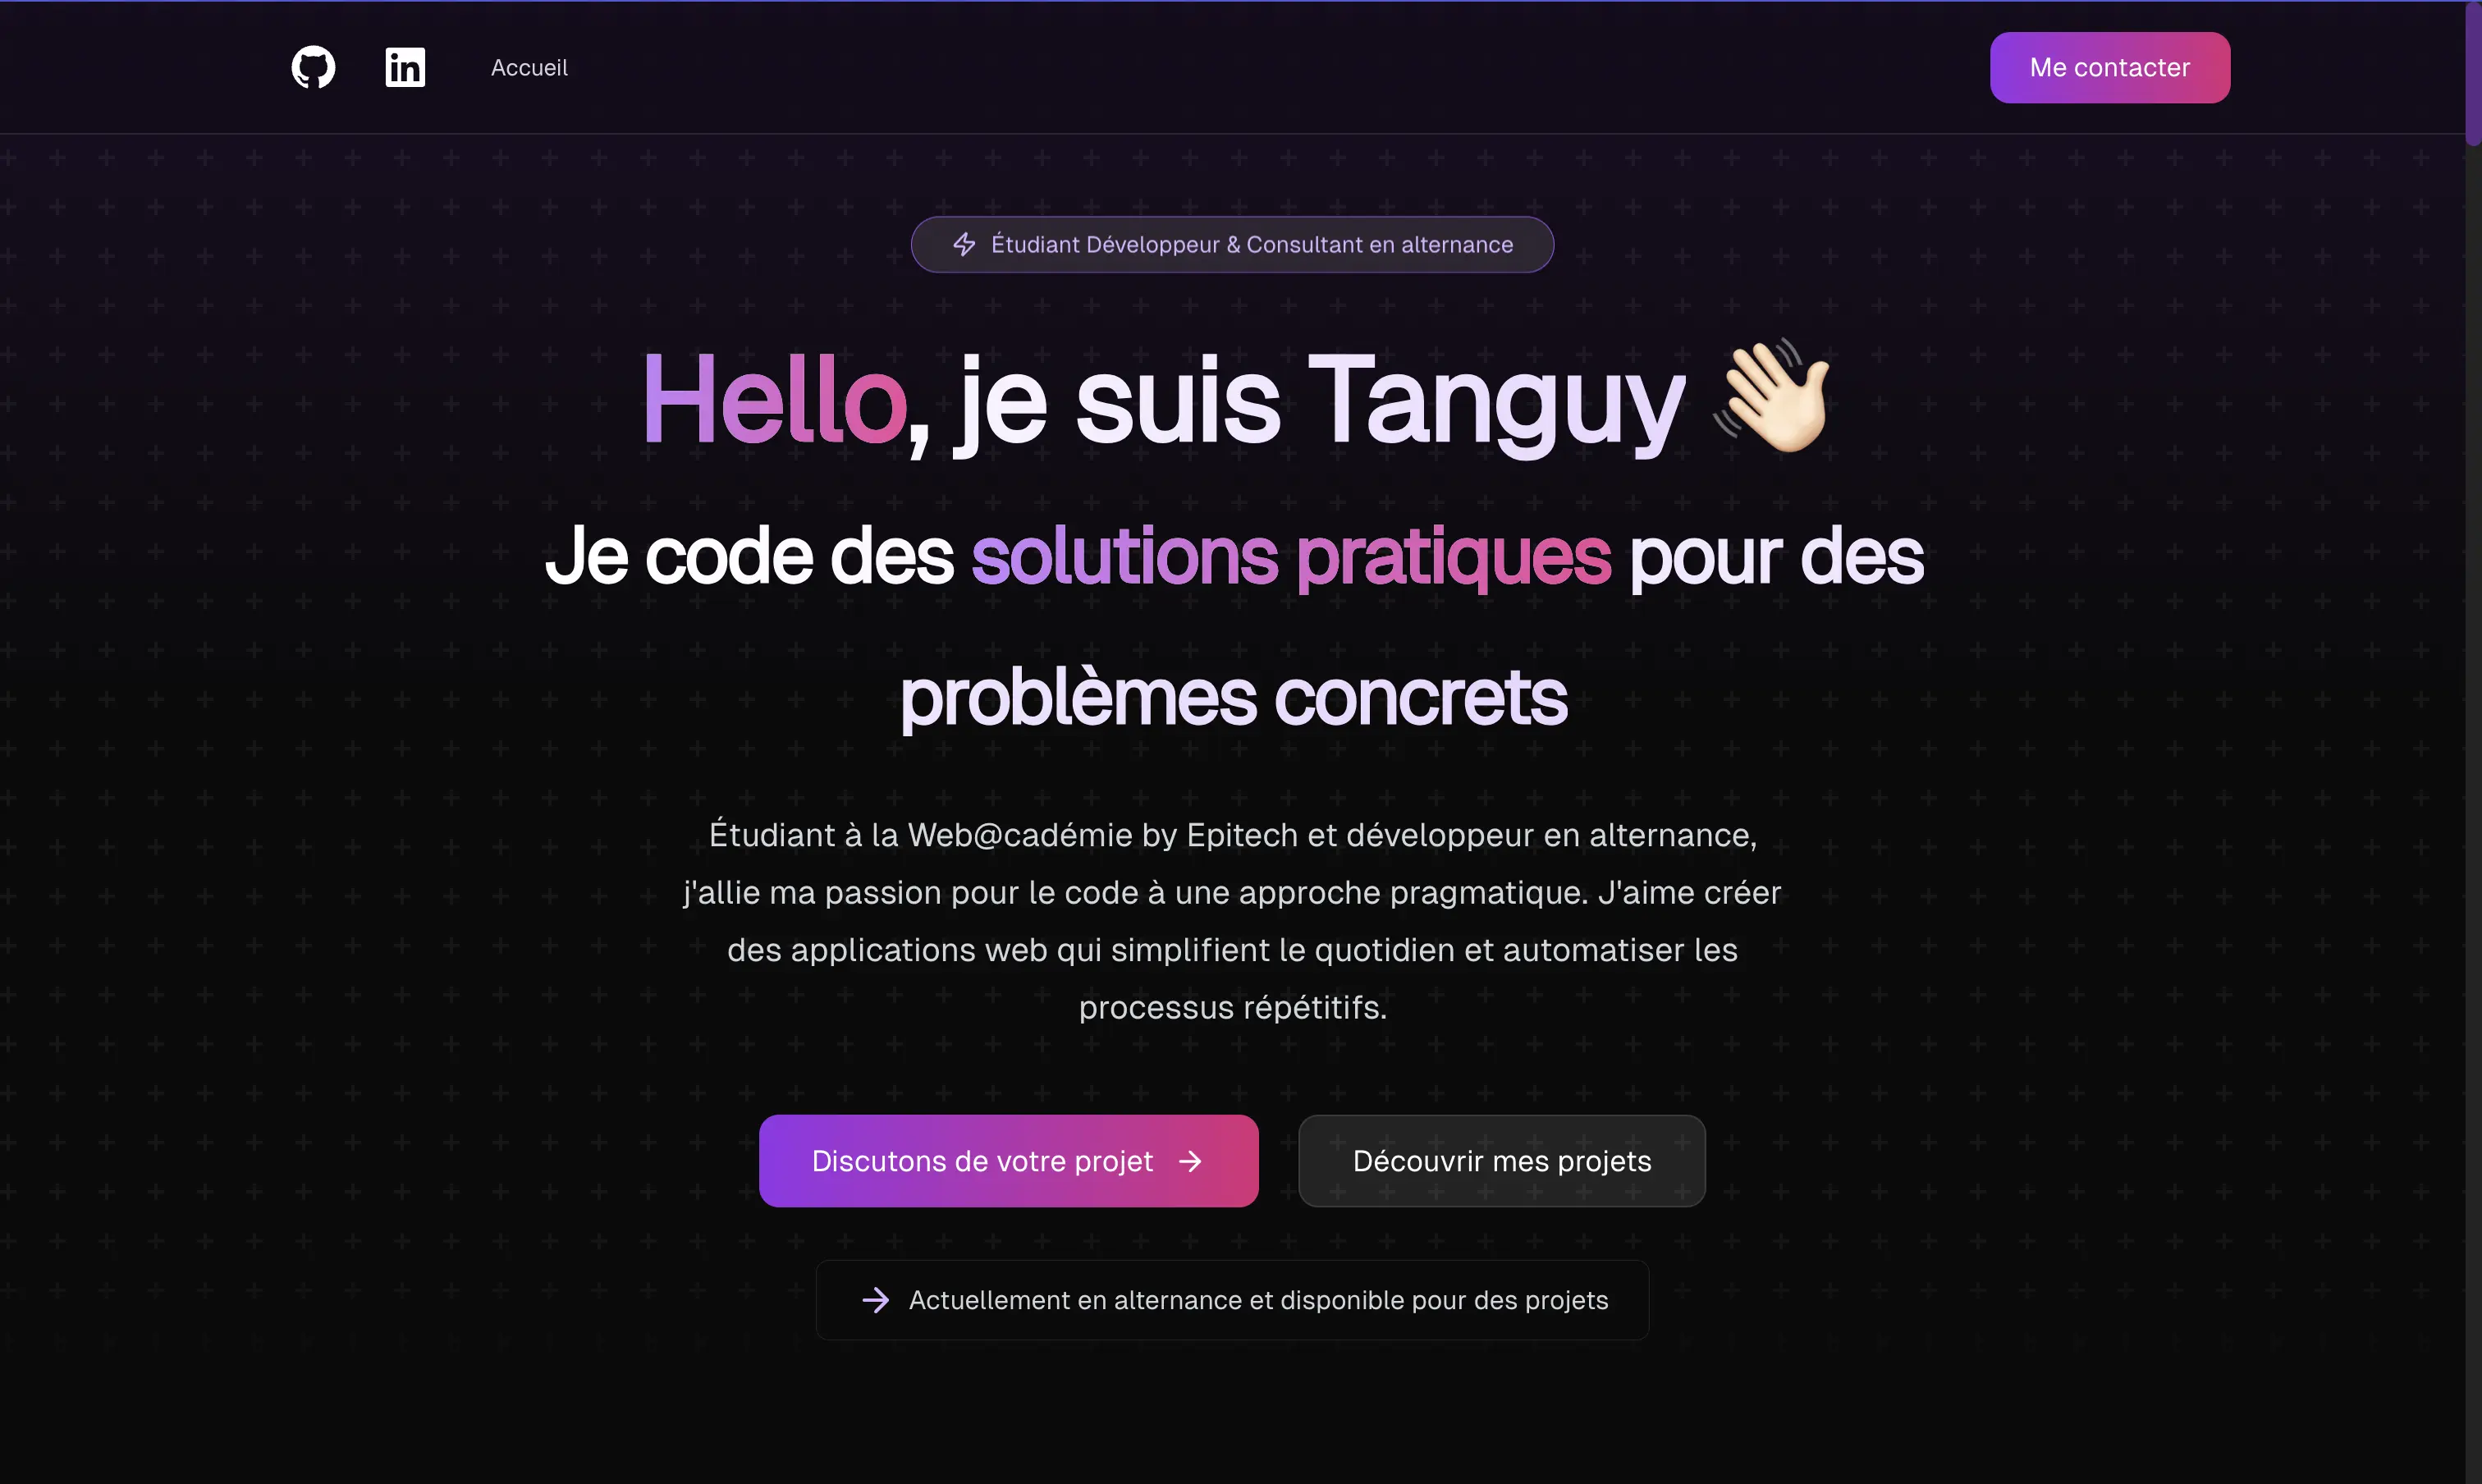 Accueil
Me contacter
Étudiant Développeur & Consultant en alternance
Hello, je suis Tanguy 👋🏻
Je code des solutions pratiques pour des
problèmes concrets
Étudiant à la Web@cadémie by Epitech et développeur en alternance,
j'allie ma passion pour le code à une approche pragmatique. J'aime créer
des applications web qui simplifient le quotidien et automatiser les
processus répétitifs.
Discutons de votre projet →
Découvrir mes projets
→ Actuellement en alternance et disponible pour des projets